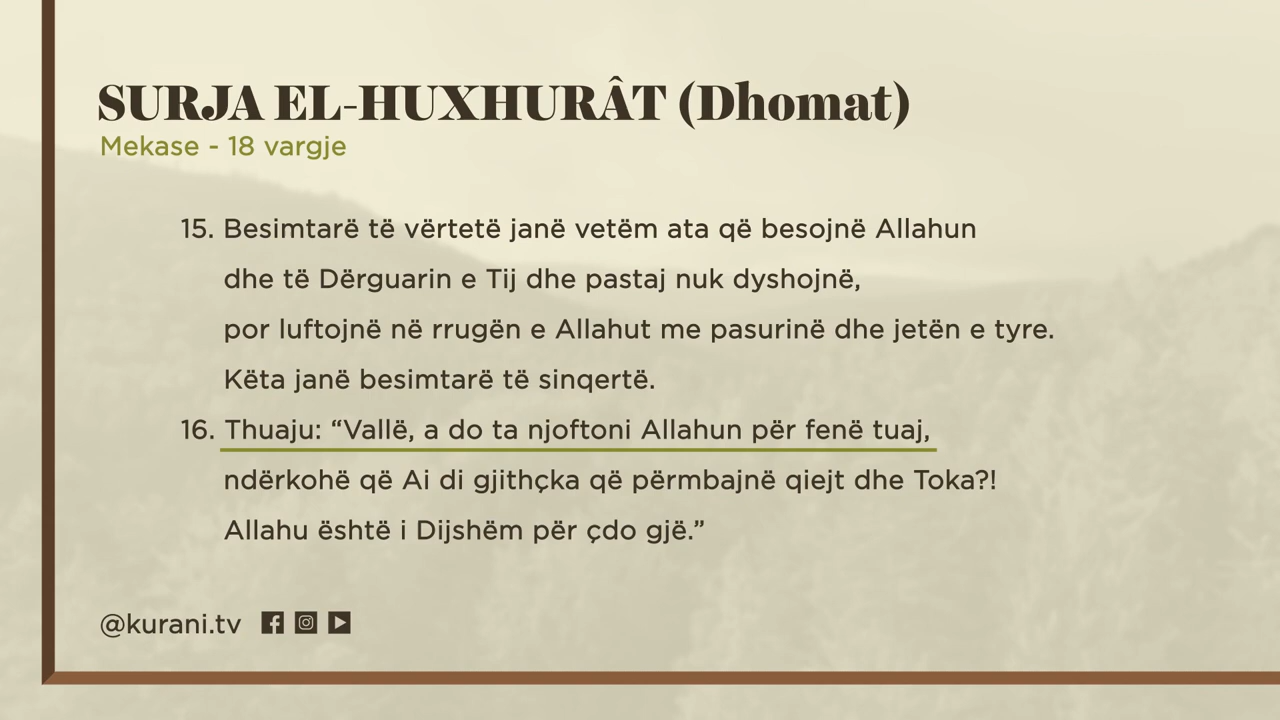 SURJA EL-HUXHURÂT (Dhomat)
Mekase - 18 vargje
15. Besimtarë të vërtetë janë vetëm ata që besojnë Allahun
dhe të Dërguarin e Tij dhe pastaj nuk dyshojnë,
por luftojnë në rrugën e Allahut me pasurinë dhe jetën e tyre.
Këta janë besimtarë të sinqertë.
16. Thuaju: “Vallë, a do ta njoftoni Allahun për fenë tuaj,
ndërkohë që Ai di gjithçka që përmbajnë qiejt dhe Toka?!
Allahu është i Dijshëm për çdo gjë.”
@kurani.tv